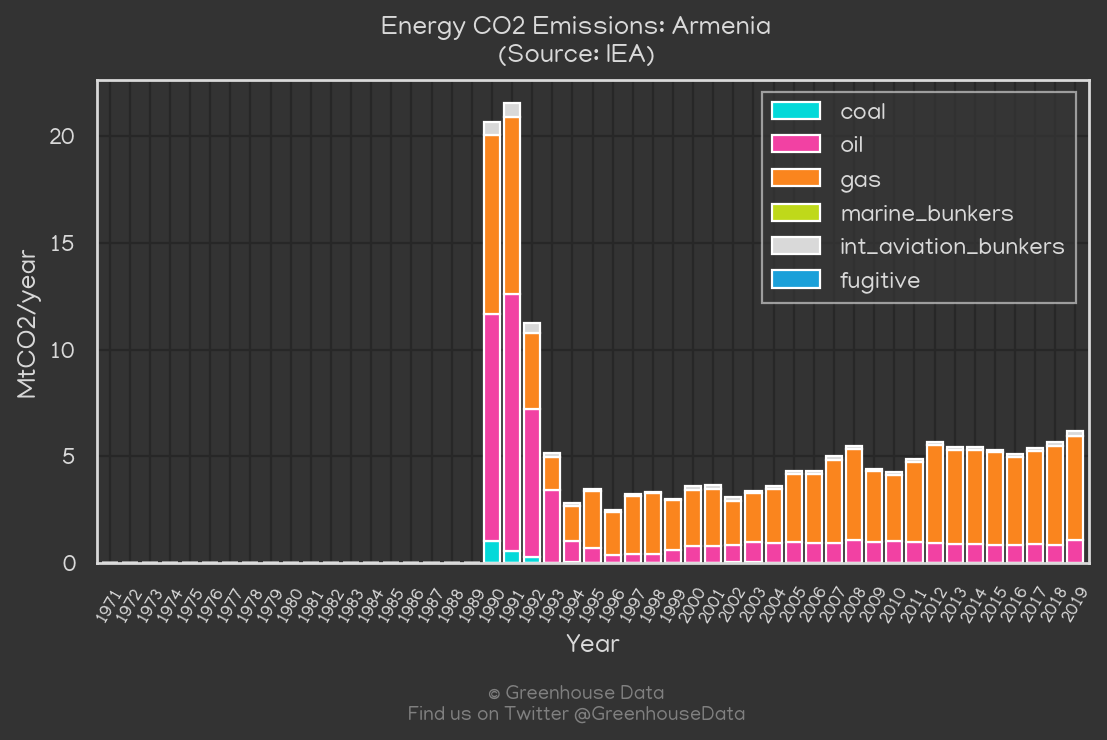 Energy CO2 Emissions: Armenia
(Source: IEA)
coal
oil
gas
marine_bunkers
int_aviation_bunkers
fugitive
MtCO2/year
20
15
10
5
0
1971 1972 1973 1974 1975 1976 1977 1978 1979 1980 1981 1982 1983 1984 1985 1986 1987 1988 1989 1990 1991 1992 1993 1994 1995 1996 1997 1998 1999 2000 2001 2002 2003 2004 2005 2006 2007 2008 2009 2010 2011 2012 2013 2014 2015 2016 2017 2018 2019
Year
© Greenhouse Data
Find us on Twitter @GreenhouseData